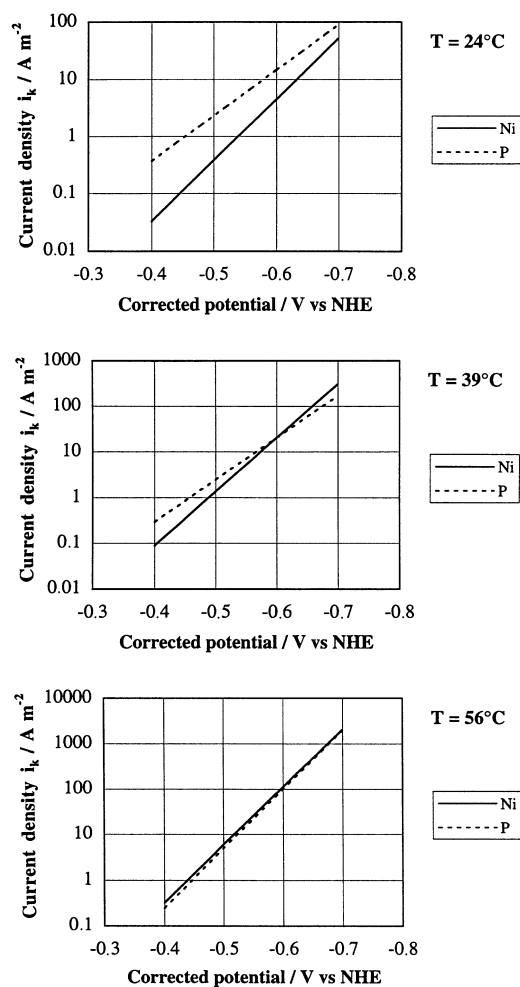 100
10
1
0.1
0.01
-0.3 -0.4 -0.5 -0.6 -0.7 -0.8
Current density iₖ / A m⁻²
Corrected potential / V vs NHE
T = 24°C
Ni
P
1000
100
10
1
0.1
0.01
-0.3 -0.4 -0.5 -0.6 -0.7 -0.8
Current density iₖ / A m⁻²
Corrected potential / V vs NHE
T = 39°C
Ni
P
10000
1000
100
10
1
0.1
-0.3 -0.4 -0.5 -0.6 -0.7 -0.8
Current density iₖ / A m⁻²
Corrected potential / V vs NHE
T = 56°C
Ni
P